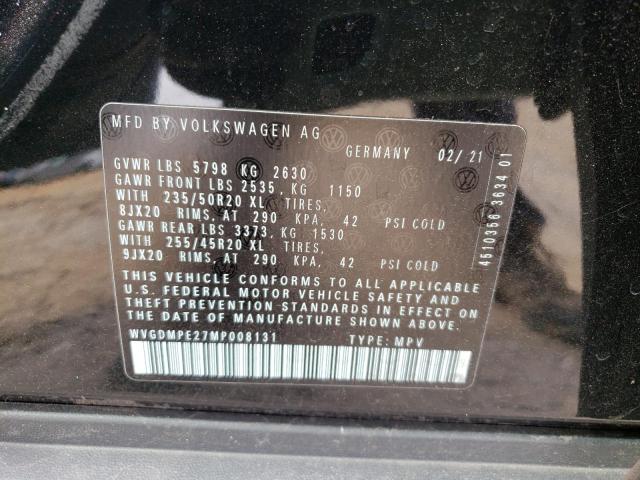 MFD BY VOLKSWAGEN AG
GERMANY 02/21
GVWR LBS 5798 KG 2630
GAWR FRONT LBS 2535, KG 1150
WITH 235/50R20 XL TIRES,
8JX20 RIMS, AT 290 KPA, 42 PSI COLD
GAWR REAR LBS 3373, KG 1530
WITH 255/45R20 XL TIRES,
9JX20 RIMS, AT 290 KPA, 42 PSI COLD
THIS VEHICLE CONFORMS TO ALL APPLICABLE
U.S. FEDERAL MOTOR VEHICLE SAFETY AND
THEFT PREVENTION STANDARDS IN EFFECT ON
THE DATE OF MANUFACTURE SHOWN ABOVE.
WVGDMPE27MP008131 TYPE: MPV
4510366 3634 01